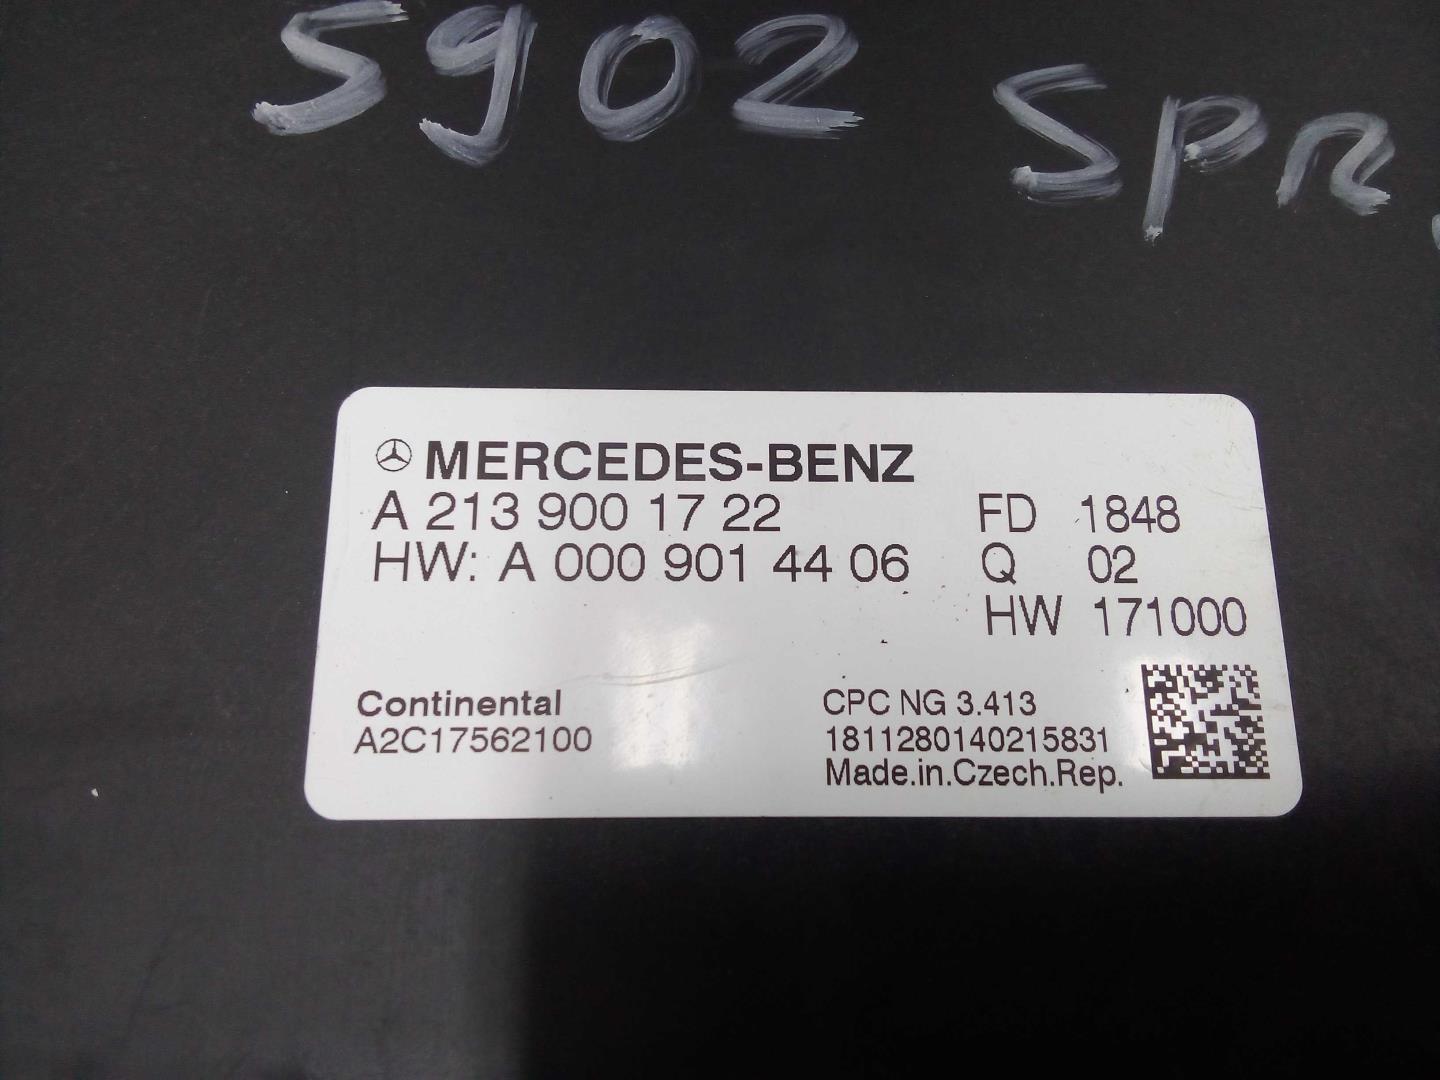 5902 SPR
MERCEDES-BENZ
A 213 900 17 22 FD 1848
HW: A 000 901 44 06 Q 02
HW 171000
Continental CPC NG 3.413
A2C17562100 1811280140215831
Made.in.Czech.Rep.